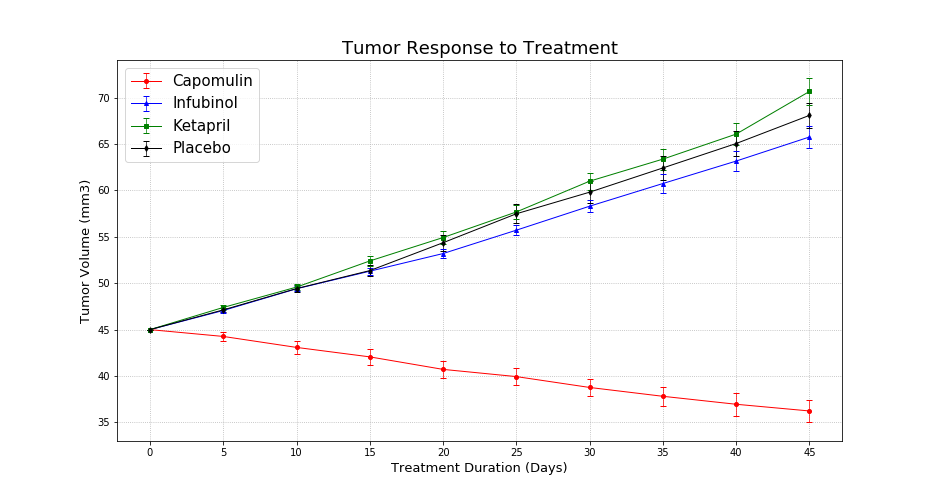 Tumor Response to Treatment
Capomulin
Infubinol
Ketapril
Placebo
Tumor Volume (mm3)
70
65
60
55
50
45
40
35
0 5 10 15 20 25 30 35 40 45
Treatment Duration (Days)